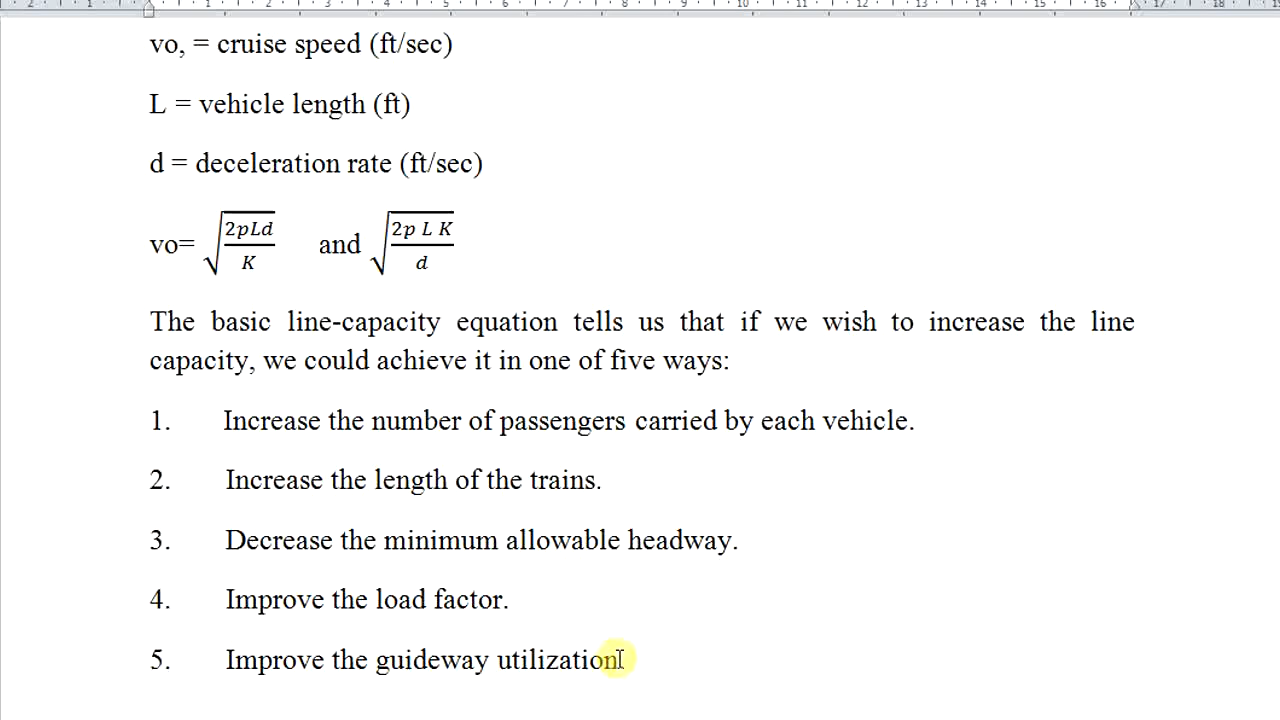 vo, = cruise speed (ft/sec)
L = vehicle length (ft)
d = deceleration rate (ft/sec)
vo= √(2pLd/K) and √(2p L K/d)
The basic line-capacity equation tells us that if we wish to increase the line
capacity, we could achieve it in one of five ways:
1. Increase the number of passengers carried by each vehicle.
2. Increase the length of the trains.
3. Decrease the minimum allowable headway.
4. Improve the load factor.
5. Improve the guideway utilization